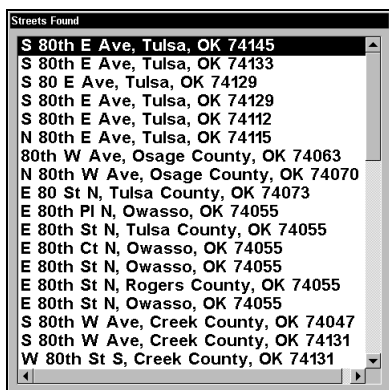 Streets Found
S 80th E Ave, Tulsa, OK 74145
S 80th E Ave, Tulsa, OK 74133
S 80 E Ave, Tulsa, OK 74129
S 80th E Ave, Tulsa, OK 74129
S 80th E Ave, Tulsa, OK 74112
N 80th E Ave, Tulsa, OK 74115
80th W Ave, Osage County, OK 74063
N 80th W Ave, Osage County, OK 74070
E 80 St N, Tulsa County, OK 74073
E 80th Pl N, Owasso, OK 74055
E 80th St N, Tulsa County, OK 74055
E 80th Ct N, Owasso, OK 74055
E 80th St N, Owasso, OK 74055
E 80th St N, Rogers County, OK 74055
E 80th St N, Owasso, OK 74055
S 80th W Ave, Creek County, OK 74047
S 80th W Ave, Creek County, OK 74131
W 80th St S, Creek County, OK 74131